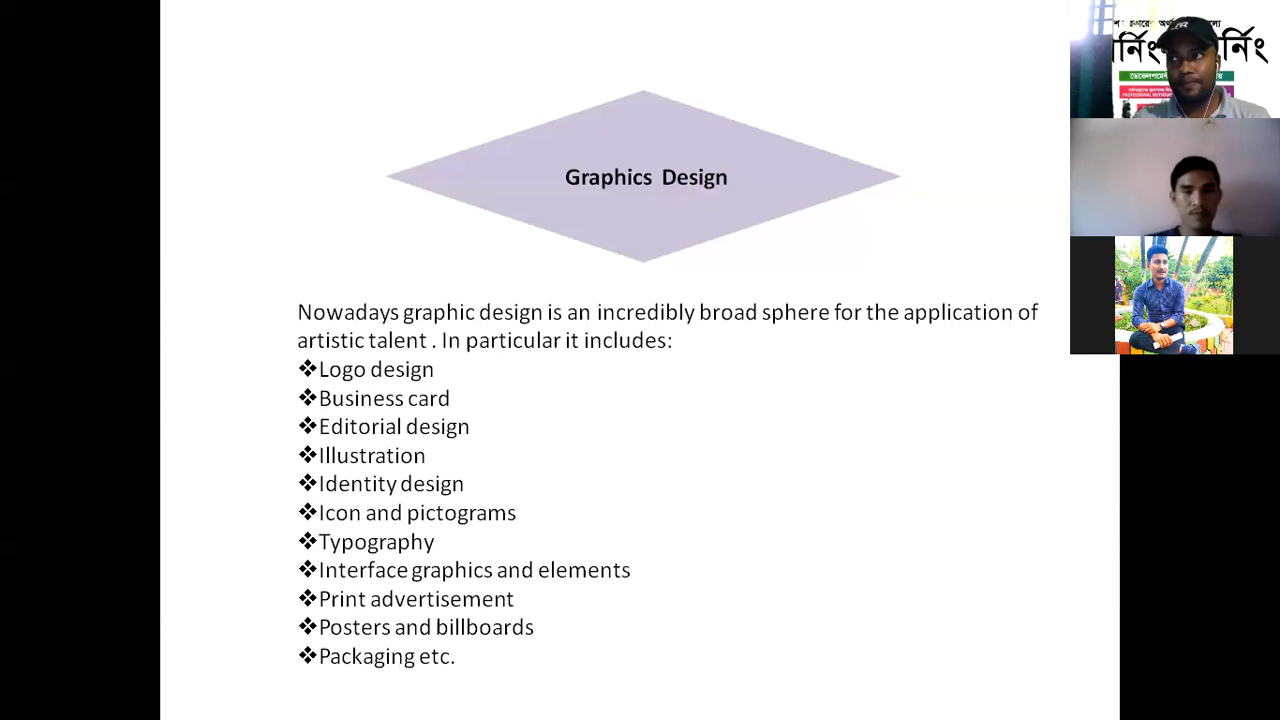 Graphics Design
Nowadays graphic design is an incredibly broad sphere for the application of
artistic talent . In particular it includes:
❖Logo design
❖Business card
❖Editorial design
❖Illustration
❖Identity design
❖Icon and pictograms
❖Typography
❖Interface graphics and elements
❖Print advertisement
❖Posters and billboards
❖Packaging etc.
র্নিং
PROFESSIONAL